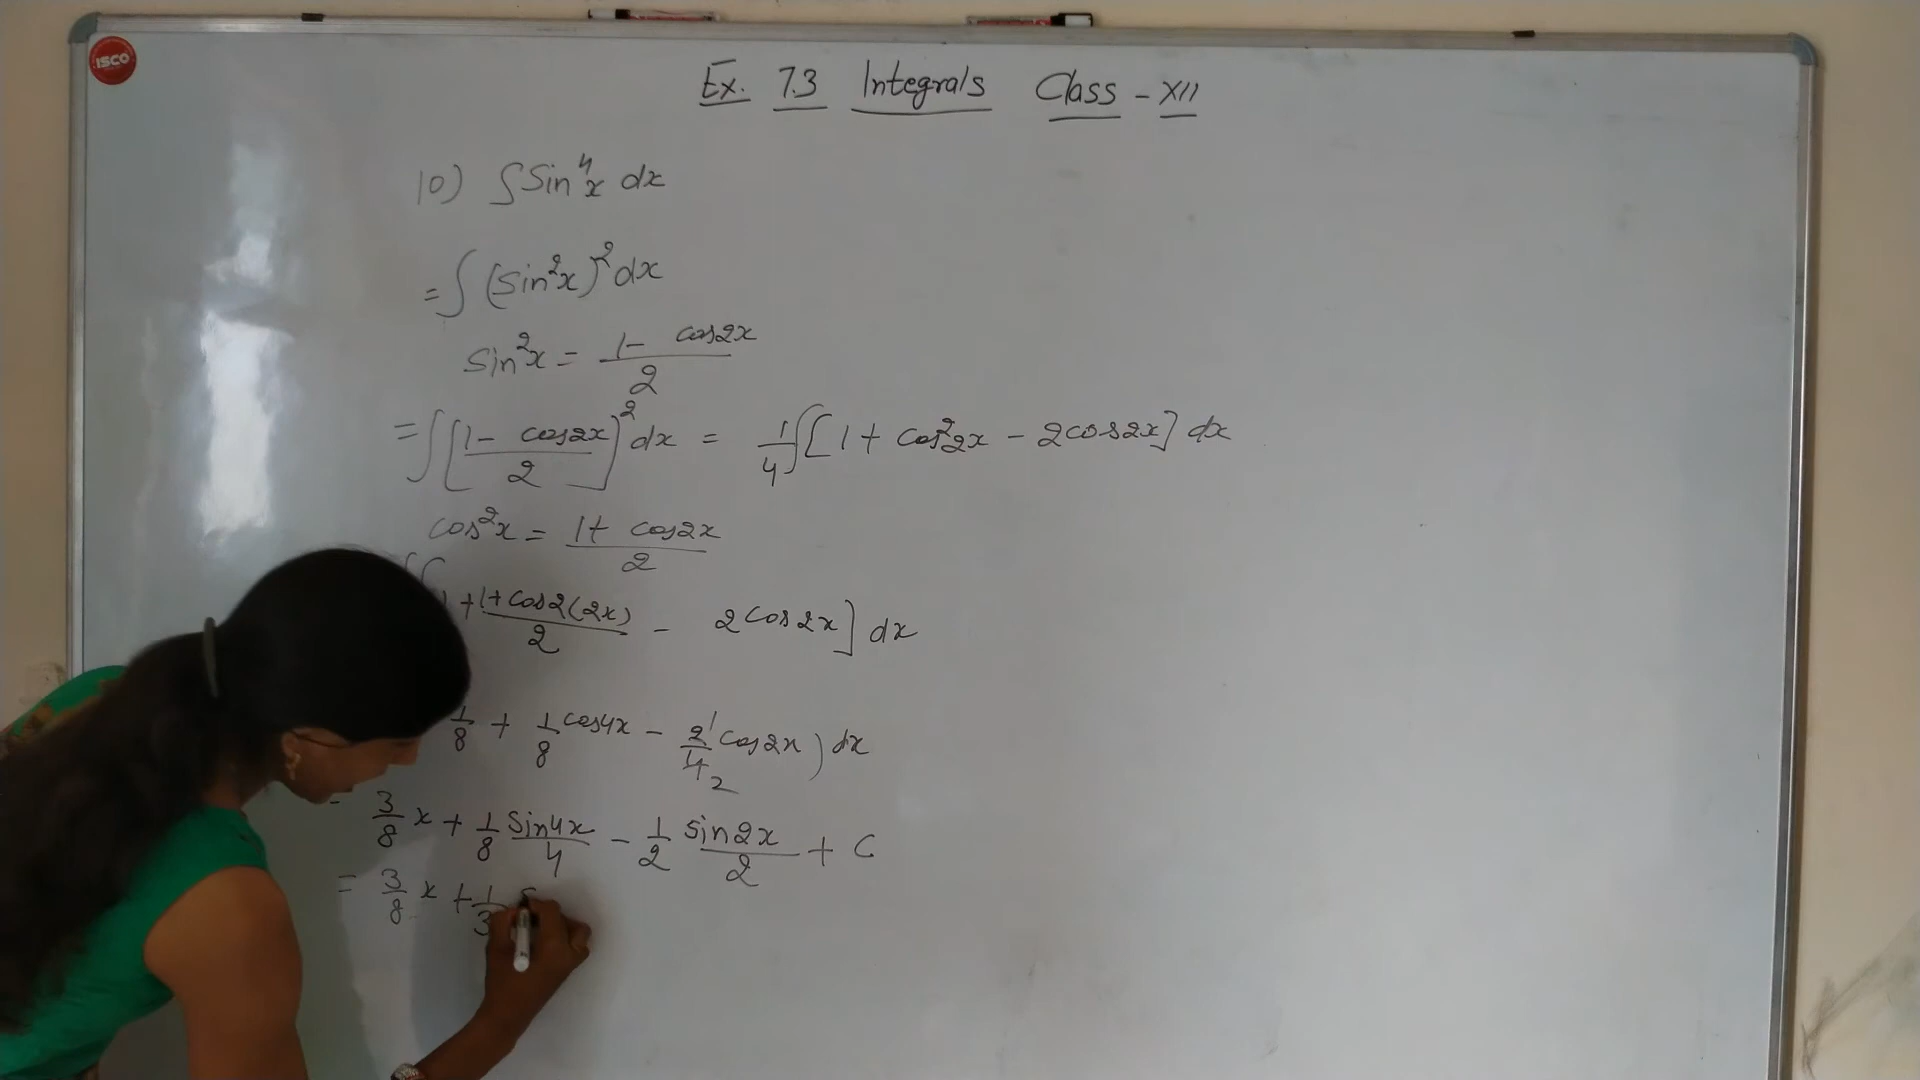 ISCO
Ex. 7.3 Integrals Class - XII
10) ∫ Sin⁴x dx
= ∫ (Sin²x)² dx
Sin²x = (1 - cos2x)/2
= ∫ [(1 - cos2x)/2]² dx = 1/4 ∫ [1 + cos²2x - 2cos2x] dx
cos²x = (1 + cos2x)/2
+ (1 + cos2(2x))/2 - 2cos2x] dx
1/8 + 1/8 cos4x - 2/4 1/2 cos2x) dx
= 3/8 x + 1/8 Sin4x/4 - 1/2 sin2x/2 + C
= 3/8 x + 1/3